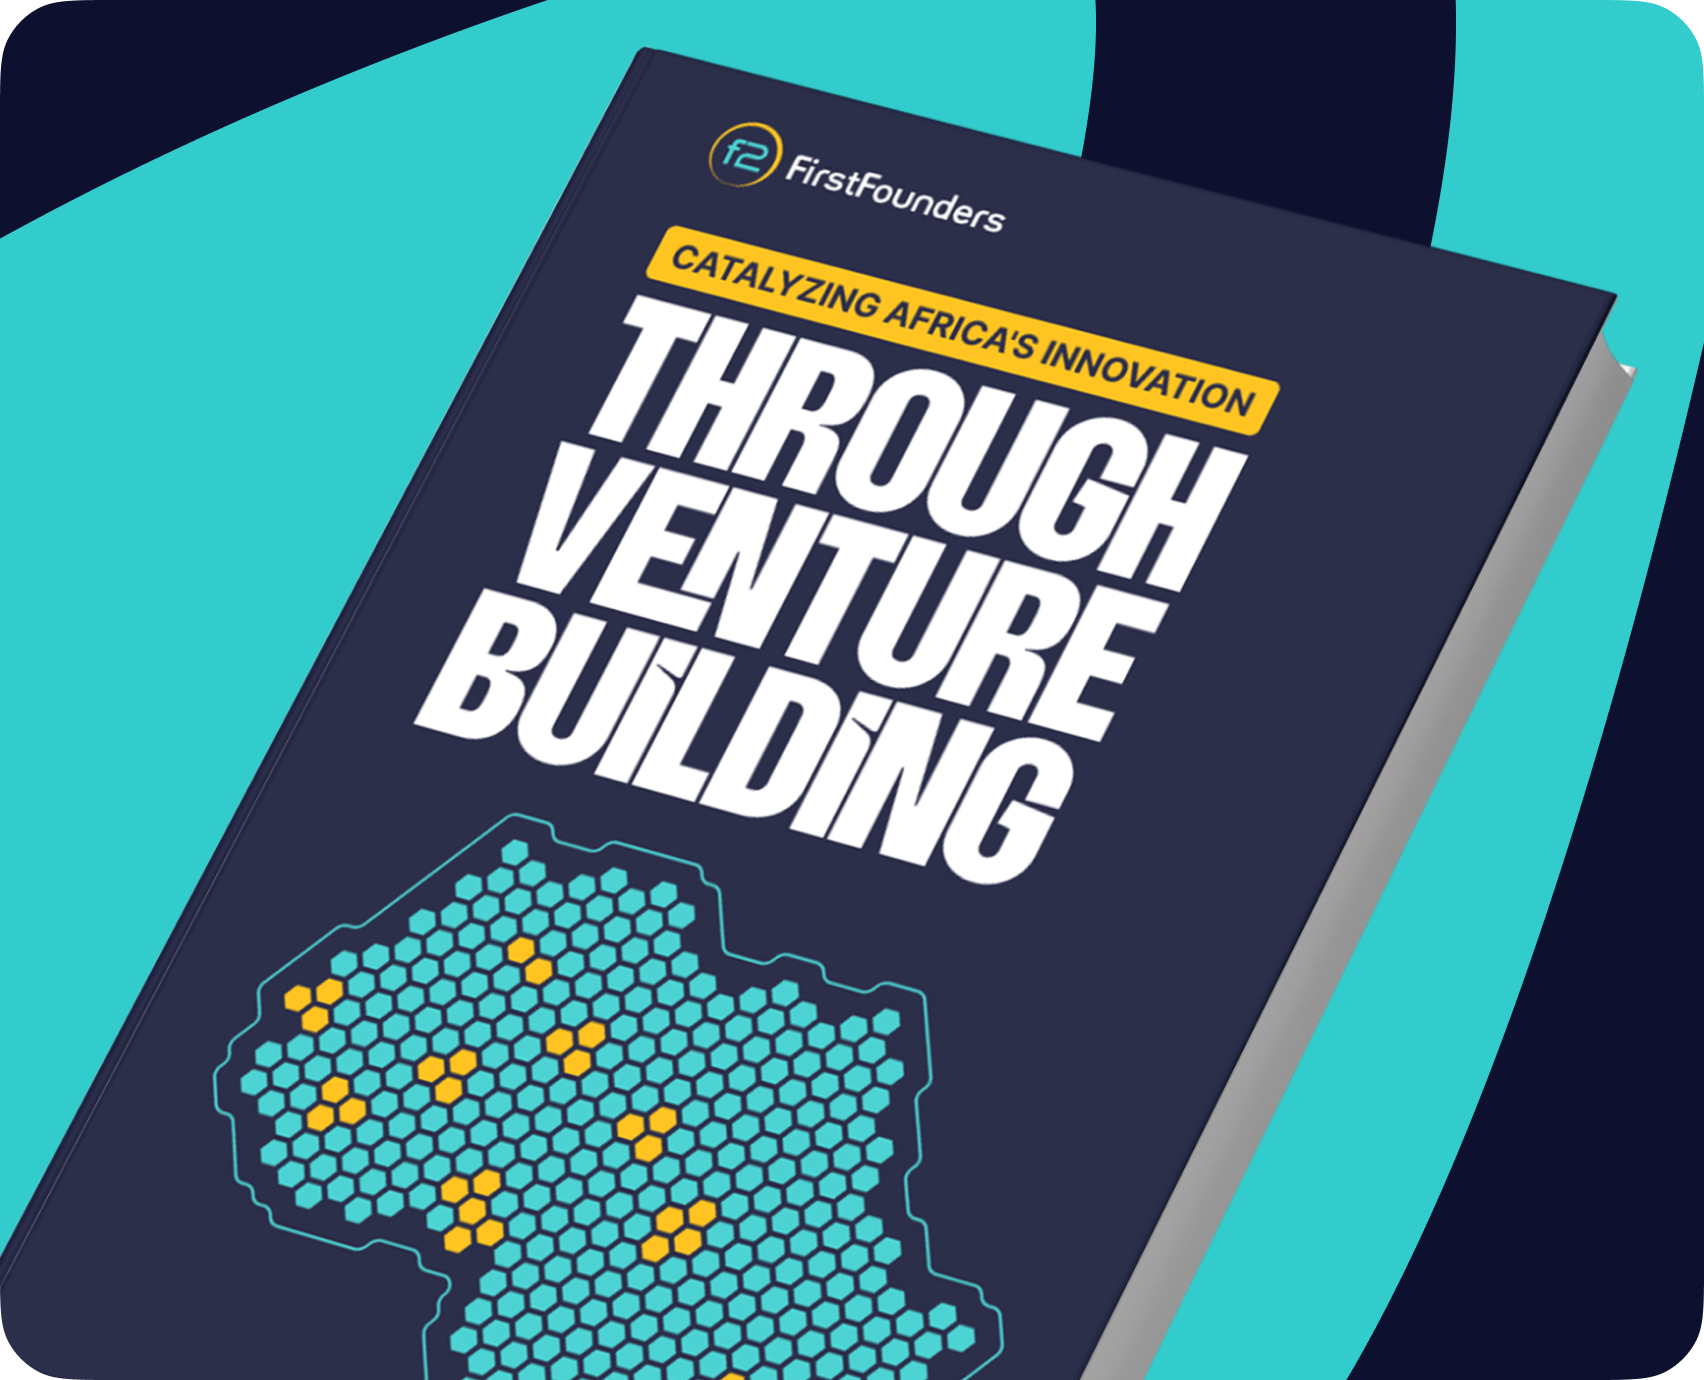 f2 FirstFounders
CATALYZING AFRICA'S INNOVATION
THROUGH
VENTURE
BUILDING